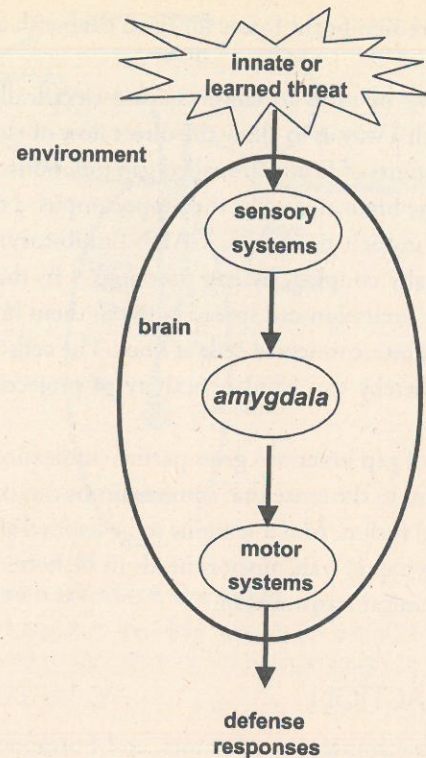 innate or
learned threat
environment
sensory
systems
brain
amygdala
motor
systems
defense
responses